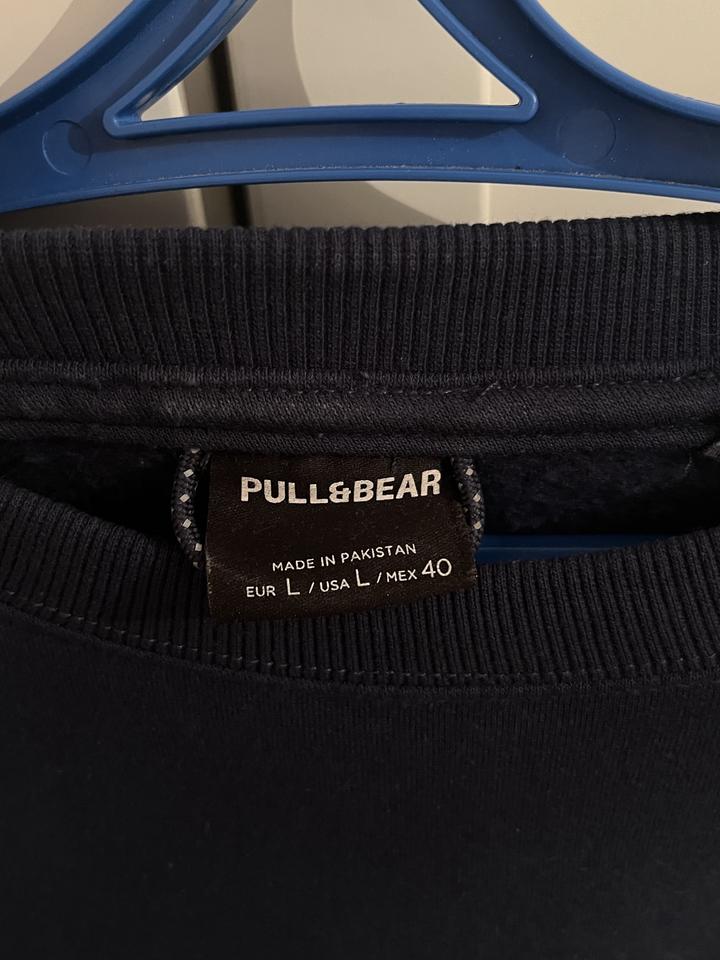 PULL&BEAR
MADE IN PAKISTAN
EUR L / USA L / MEX 40